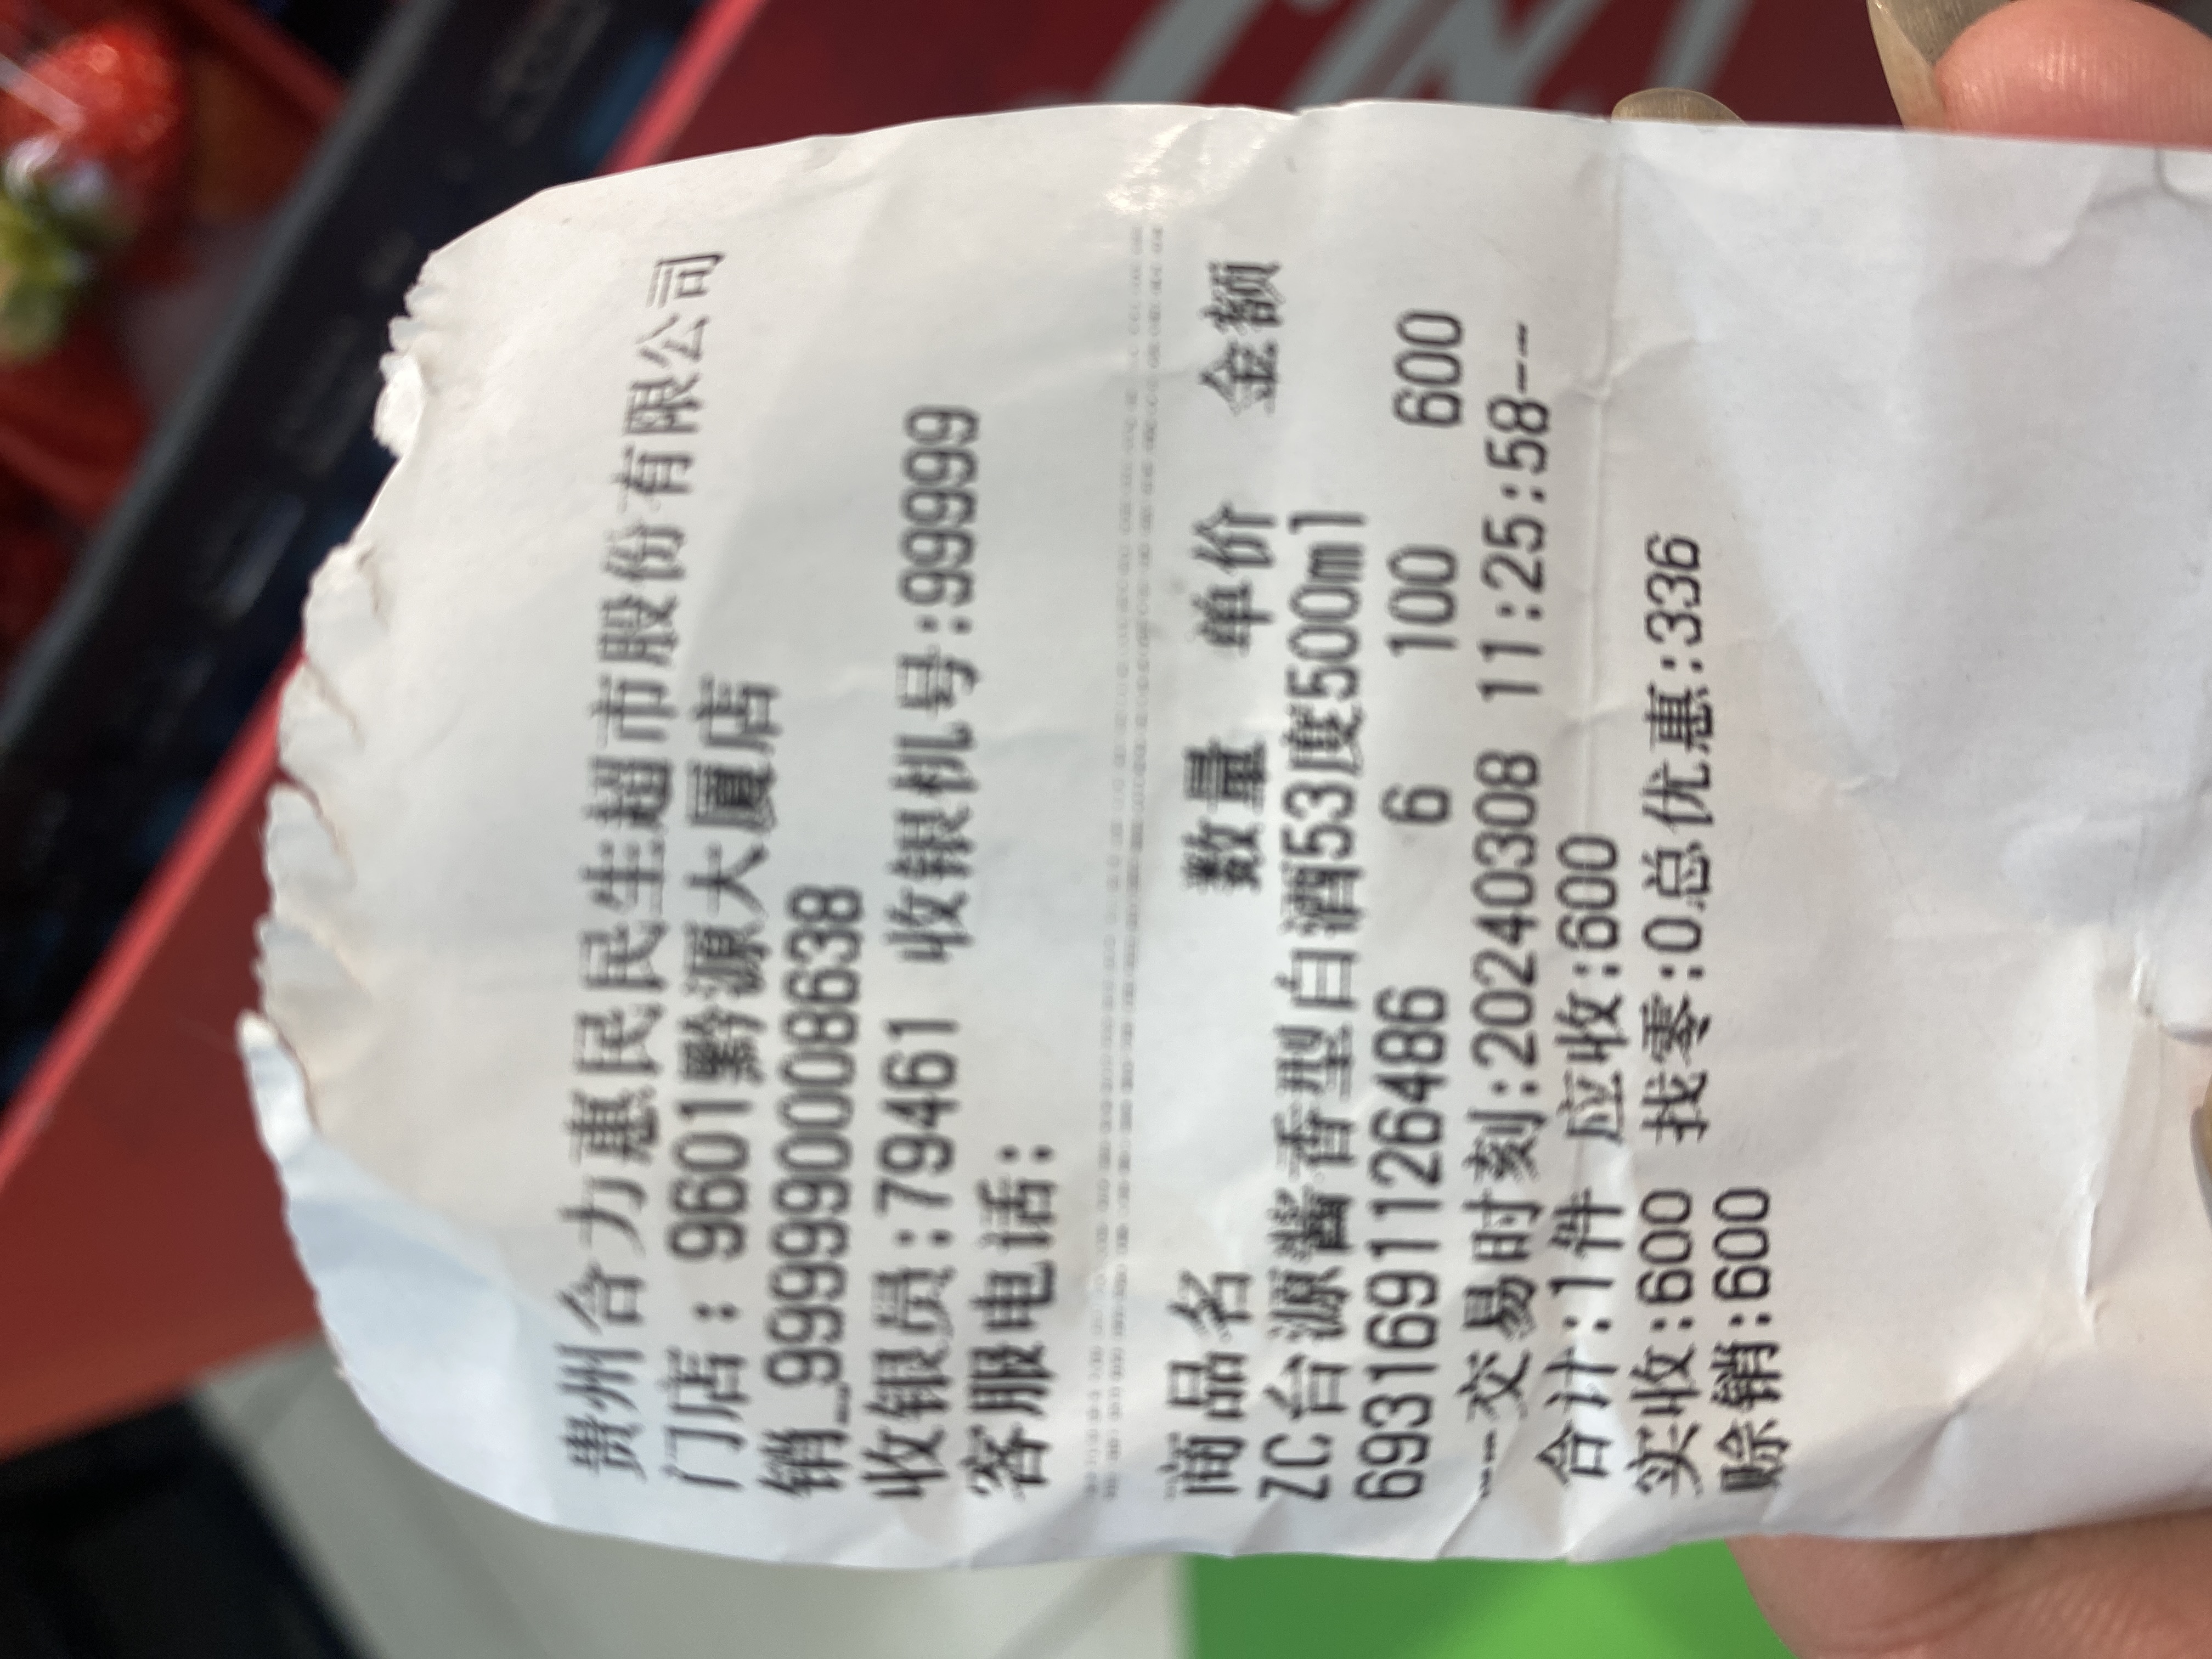 贵州合力惠民民生超市股份有限公司
门店: 9601黔源大厦店
销_9999900008638
收银员:79461 收银机号:99999
客服电话:
商品名 数量 单价 金额
ZC台源酱香型白酒53度500ml
6931691126486 6 100 600
---交易时刻:20240308 11:25:58---
合计:1件 应收:600
实收:600 找零:0总优惠:336
赊销:600